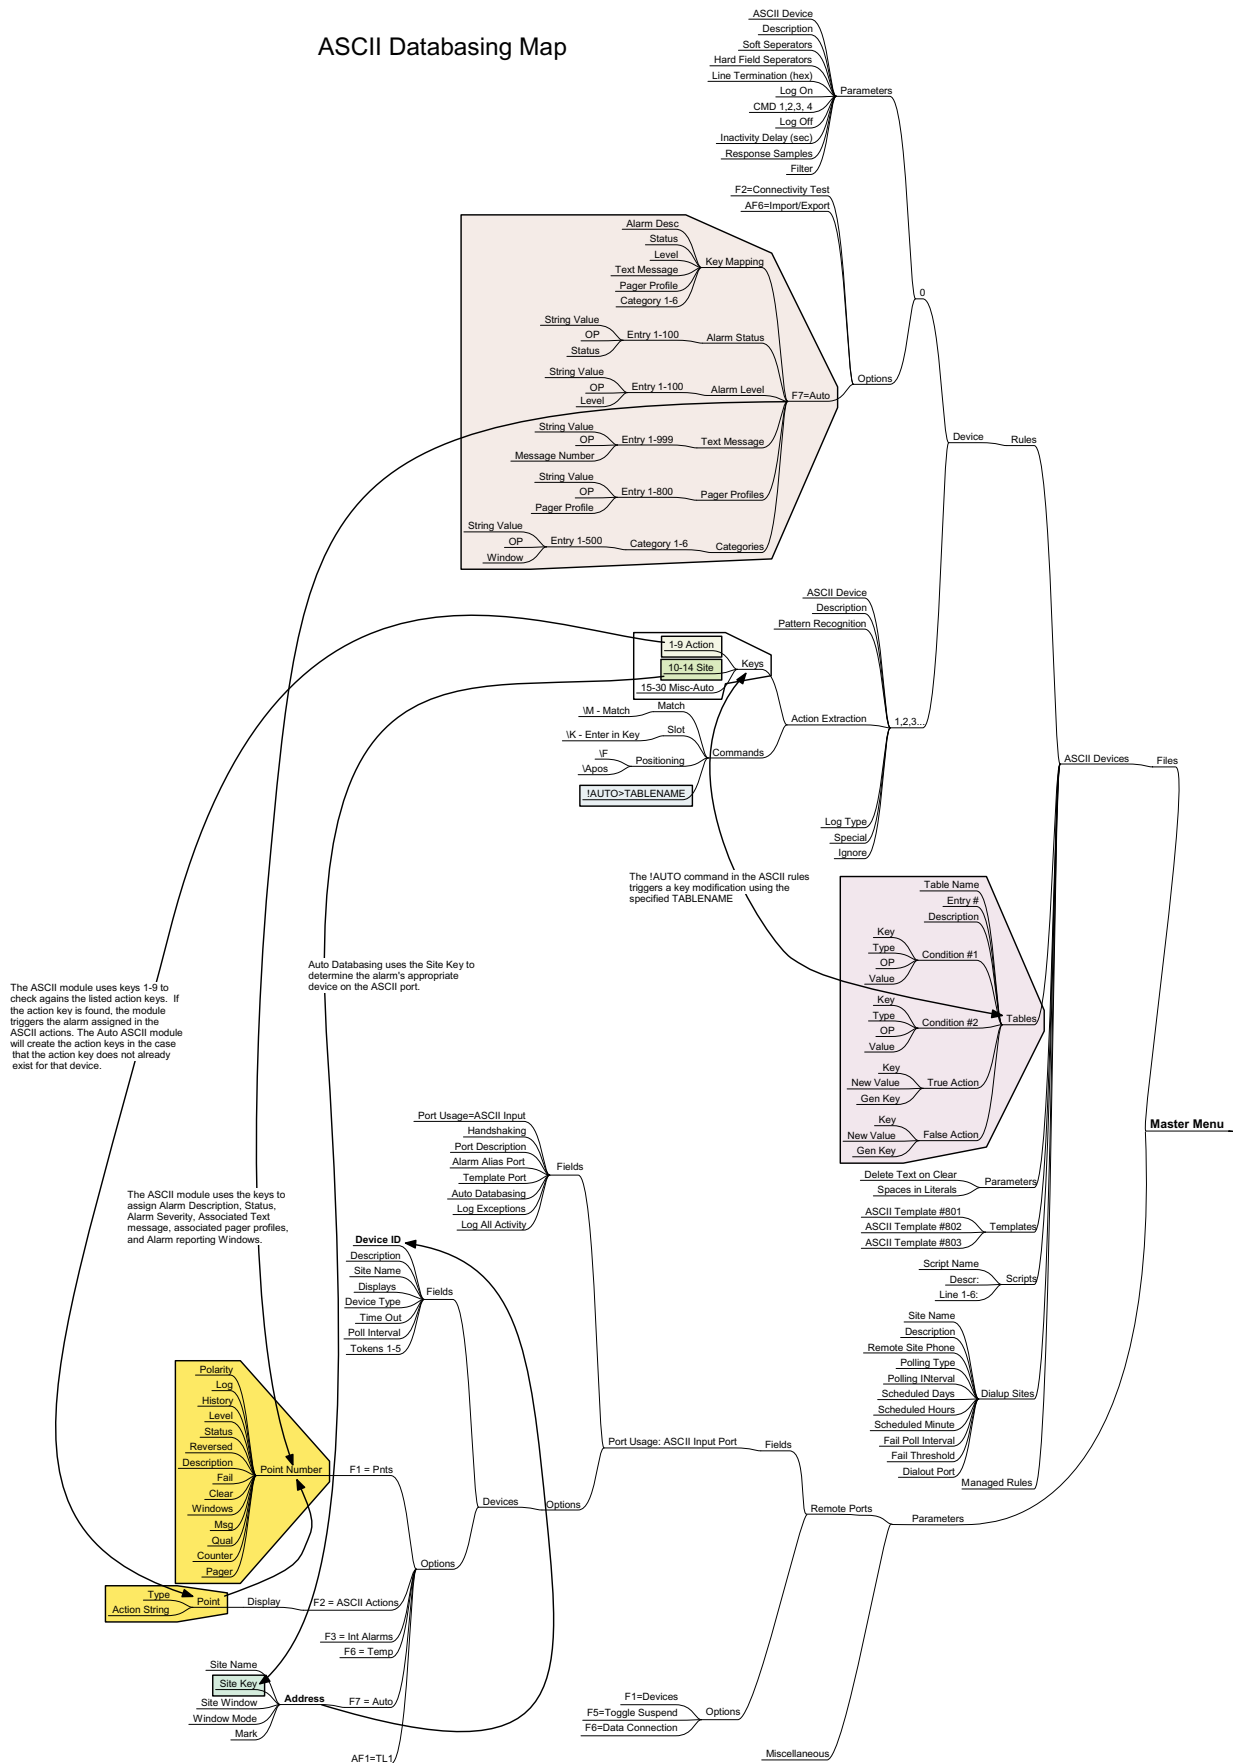 ASCII Databasing Map
ASCII Device
Description
Soft Seperators
Hard Field Seperators
Line Termination (hex)
Log On
CMD 1,2,3, 4
Log Off
Inactivity Delay (sec)
Response Samples
Filter
Parameters
F2=Connectivity Test
AF6=Import/Export
Alarm Desc
Status
Level
Text Message
Pager Profile
Category 1-6
Key Mapping
0
String Value
OP
Status
Entry 1-100
Alarm Status
String Value
OP
Level
Entry 1-100
Alarm Level
F7=Auto
Options
String Value
OP
Message Number
Entry 1-999
Text Message
Device
Rules
String Value
OP
Pager Profile
Entry 1-800
Pager Profiles
String Value
OP
Window
Entry 1-500
Category 1-6
Categories
ASCII Device
Description
Pattern Recognition
1-9 Action
10-14 Site
15-30 Misc-Auto
Keys
\M - Match
Match
\K - Enter in Key
Slot
\F
\Apos
Positioning
!AUTO>TABLENAME
Commands
Action Extraction
1,2,3...
Log Type
Special
Ignore
ASCII Devices
Files
The !AUTO command in the ASCII rules
triggers a key modification using the
specified TABLENAME
Table Name
Entry #
Description
Key
Type
OP
Value
Condition #1
Key
Type
OP
Value
Condition #2
Tables
Key
New Value
Gen Key
True Action
Key
New Value
Gen Key
False Action
Auto Databasing uses the Site Key to
determine the alarm's appropriate
device on the ASCII port.
The ASCII module uses keys 1-9 to
check agains the listed action keys. If
the action key is found, the module
triggers the alarm assigned in the
ASCII actions. The Auto ASCII module
will create the action keys in the case
that the action key does not already
exist for that device.
Master Menu
Port Usage=ASCII Input
Handshaking
Port Description
Alarm Alias Port
Template Port
Auto Databasing
Log Exceptions
Log All Activity
Fields
Delete Text on Clear
Spaces in Literals
Parameters
The ASCII module uses the keys to
assign Alarm Description, Status,
Alarm Severity, Associated Text
message, associated pager profiles,
and Alarm reporting Windows.
ASCII Template #801
ASCII Template #802
ASCII Template #803
Templates
Device ID
Description
Site Name
Displays
Device Type
Time Out
Poll Interval
Tokens 1-5
Fields
Script Name
Descr:
Line 1-6:
Scripts
Site Name
Description
Remote Site Phone
Polling Type
Polling INterval
Scheduled Days
Scheduled Hours
Scheduled Minute
Fail Poll Interval
Fail Threshold
Dialout Port
Dialup Sites
Managed Rules
Polarity
Log
History
Level
Status
Reversed
Description
Fail
Clear
Windows
Msg
Qual
Counter
Pager
Point Number
F1 = Pnts
Port Usage: ASCII Input Port
Fields
Devices
Options
Remote Ports
Parameters
Options
Type
Action String
Point
Display
F2 = ASCII Actions
F3 = Int Alarms
F6 = Temp
Site Name
Site Key
Site Window
Window Mode
Mark
Address
F7 = Auto
AF1=TL1
F1=Devices
F5=Toggle Suspend
F6=Data Connection
Options
Miscellaneous